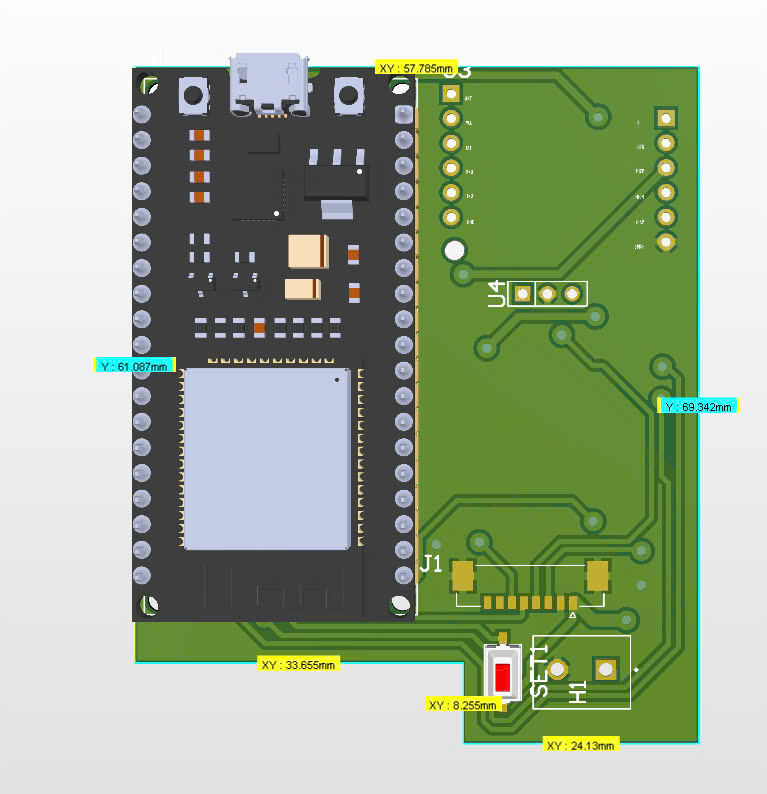 XY : 57.785mm
U4
Y : 61.087mm
Y : 69.342mm
J1
XY : 33.655mm
SET1
H1
XY : 8.255mm
XY : 24.13mm